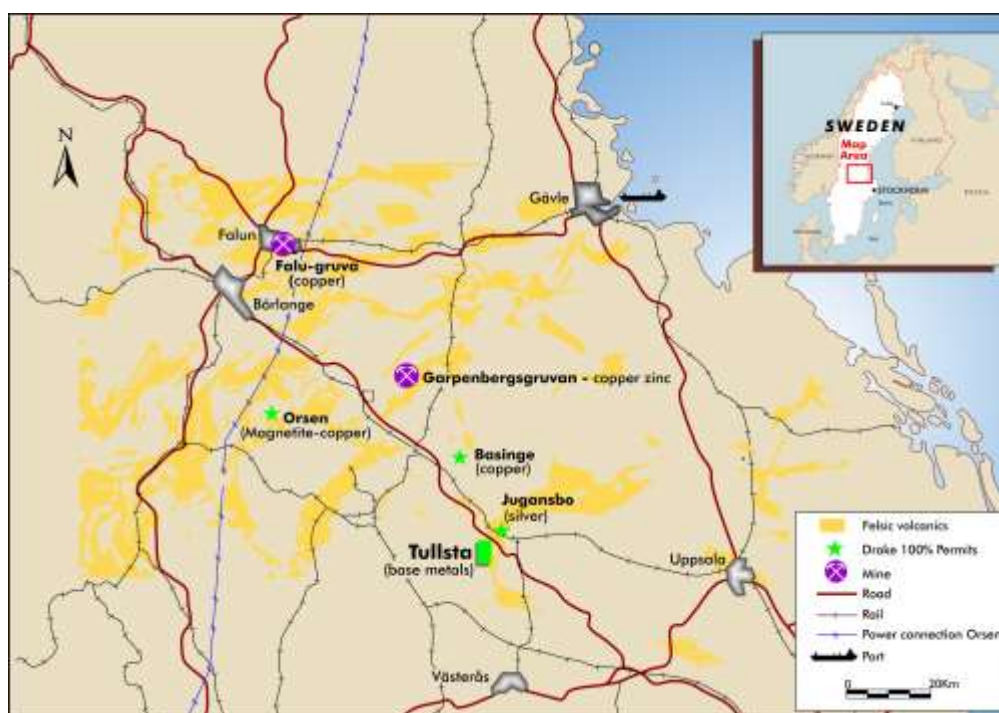 N
SWEDEN
Map
Area
STOCKHOLM
Gävle
Falun
Falu-gruva
(copper)
Börlange
Garpenbergsgruvan - copper zinc
Orsen
(Magnetite-copper)
Basinge
(copper)
Jugansbo
(silver)
Tullsta
(base metals)
Uppsala
Västerås
Felsic volcanics
Drake 100% Permits
Mine
Road
Rail
Power connection Orsen
Port
0 20Km